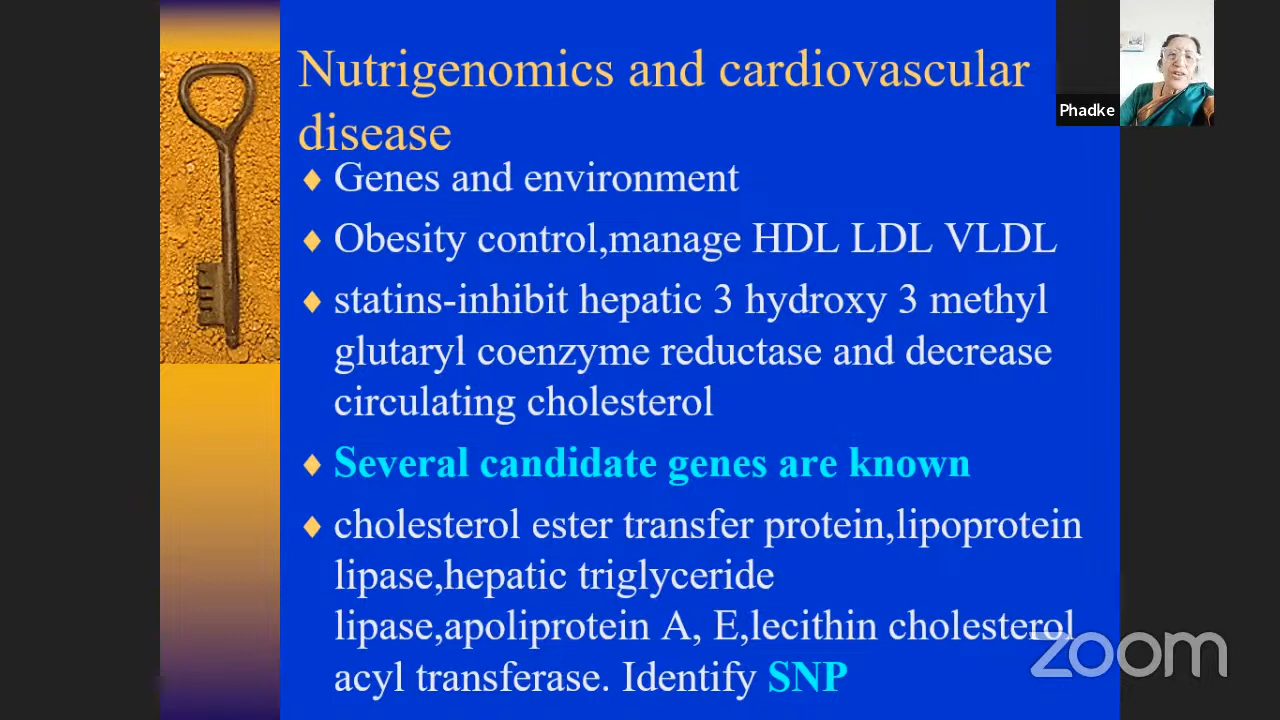 Nutrigenomics and cardiovascular
disease
Genes and environment
Obesity control,manage HDL LDL VLDL
statins-inhibit hepatic 3 hydroxy 3 methyl
glutaryl coenzyme reductase and decrease
circulating cholesterol
Several candidate genes are known
cholesterol ester transfer protein,lipoprotein
lipase,hepatic triglyceride
lipase,apoliprotein A, E,lecithin cholesterol
acyl transferase. Identify SNP
Phadke
zoom